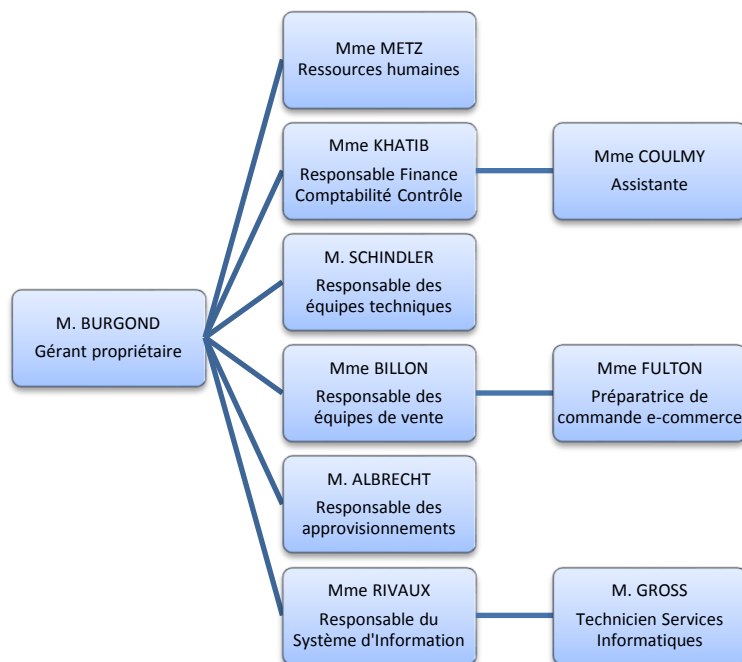 Mme METZ
Ressources humaines
Mme KHATIB
Responsable Finance
Comptabilité Contrôle
Mme COULMY
Assistante
M. SCHINDLER
Responsable des
équipes techniques
M. BURGOND
Gérant propriétaire
Mme BILLON
Responsable des
équipes de vente
Mme FULTON
Préparatrice de
commande e-commerce
M. ALBRECHT
Responsable des
approvisionnements
Mme RIVAUX
Responsable du
Système d'Information
M. GROSS
Technicien Services
Informatiques